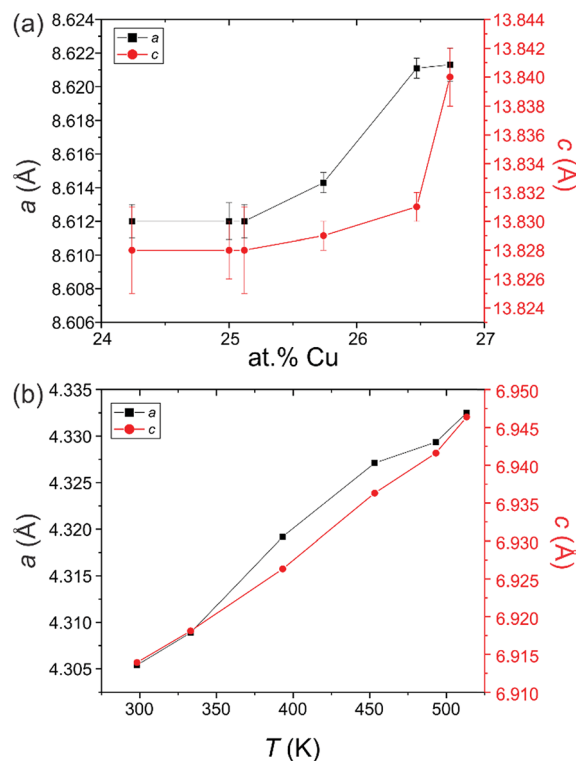 (a)
a
c
8.624
8.622
8.620
8.618
8.616
8.614
8.612
8.610
8.608
8.606
a (Å)
13.844
13.842
13.840
13.838
13.836
13.834
13.832
13.830
13.828
13.826
13.824
c (Å)
24 25 26 27
at.% Cu
(b)
a
c
4.335
4.330
4.325
4.320
4.315
4.310
4.305
a (Å)
6.950
6.945
6.940
6.935
6.930
6.925
6.920
6.915
6.910
c (Å)
300 350 400 450 500
T (K)